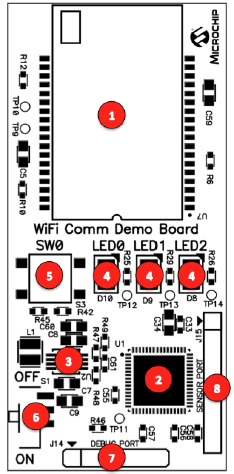 MICROCHIP
R12
TP10
TP9
1
C59
C5
R6
R10
U7
WiFi Comm Demo Board
SW0 LED0 LED1 LED2
5 4 R25 4 R29 4 R26
D10 D9 D8
S3 TP12 TP13 TP14
R45 R42
C60
C8
L1 R47 R49 C34 C33 J1
3 C61 U1
OFF U5
S1 C7 R48 C55 2 SENSOR PORT 8
6 C9
R46 TP11
C57
ON J14 DEBUG PORT
7